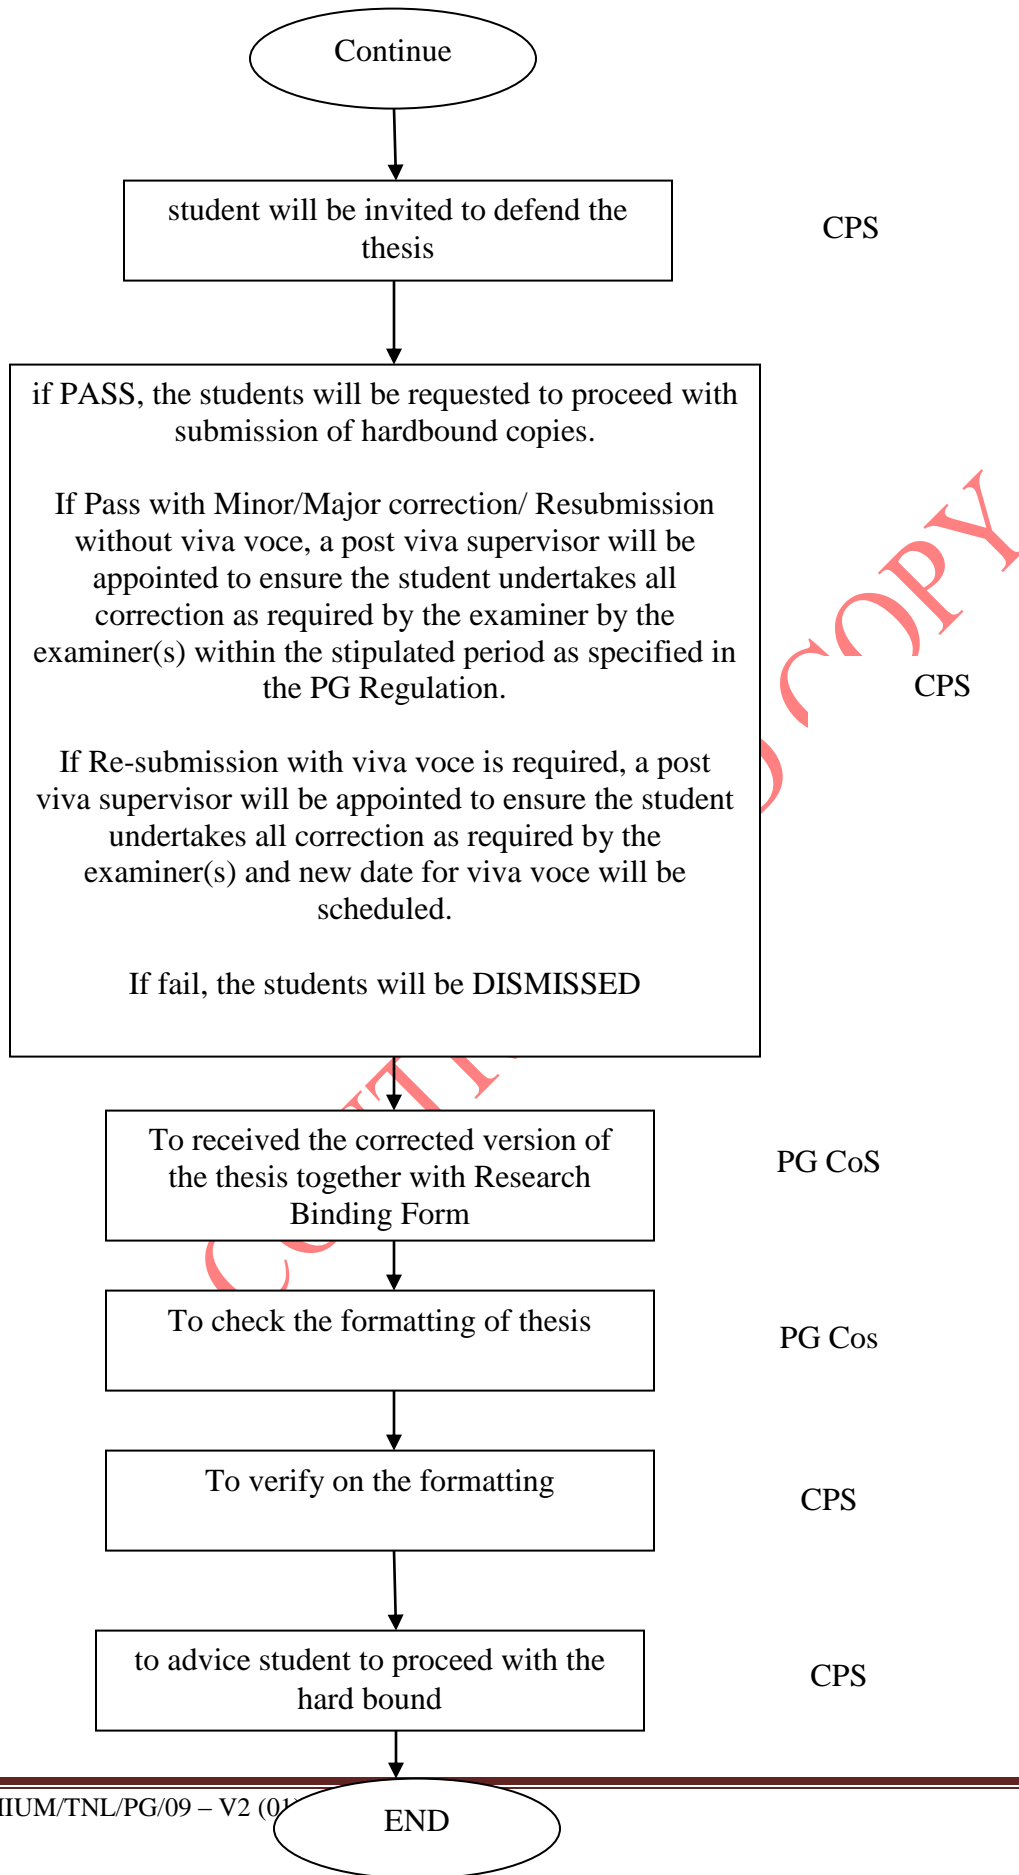 Continue
student will be invited to defend the
thesis
CPS
if PASS, the students will be requested to proceed with
submission of hardbound copies.
If Pass with Minor/Major correction/ Resubmission
without viva voce, a post viva supervisor will be
appointed to ensure the student undertakes all
correction as required by the examiner by the
examiner(s) within the stipulated period as specified in
the PG Regulation.
If Re-submission with viva voce is required, a post
viva supervisor will be appointed to ensure the student
undertakes all correction as required by the
examiner(s) and new date for viva voce will be
scheduled.
If fail, the students will be DISMISSED
CPS
COPY
To received the corrected version of
the thesis together with Research
Binding Form
PG CoS
To check the formatting of thesis
PG Cos
To verify on the formatting
CPS
to advice student to proceed with the
hard bound
CPS
IIUM/TNL/PG/09 – V2 (01
END